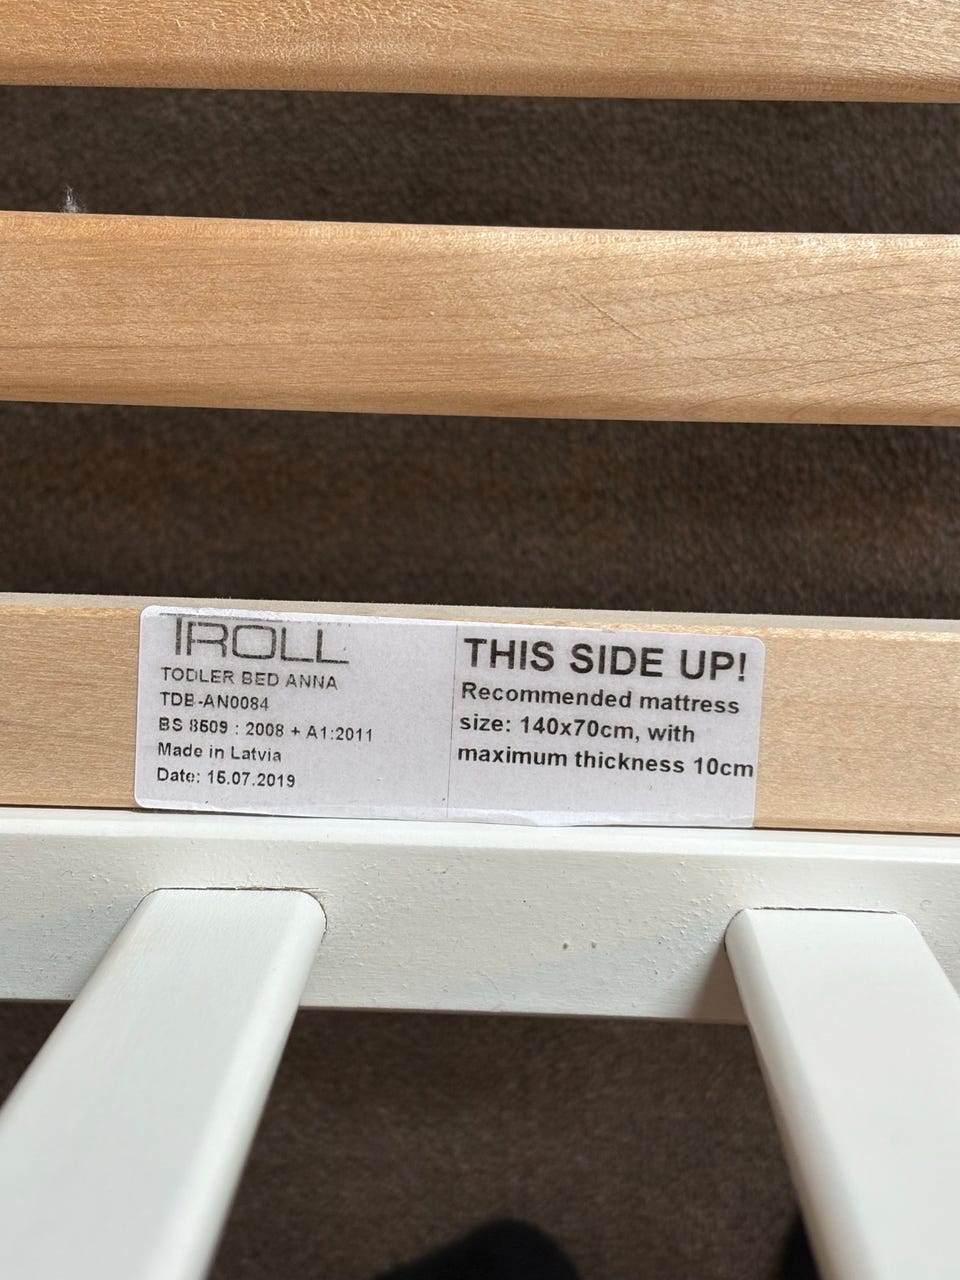 TROLL
TODLER BED ANNA
TDB-AN0084
BS 8509 : 2008 + A1:2011
Made in Latvia
Date: 15.07.2019
THIS SIDE UP!
Recommended mattress
size: 140x70cm, with
maximum thickness 10cm